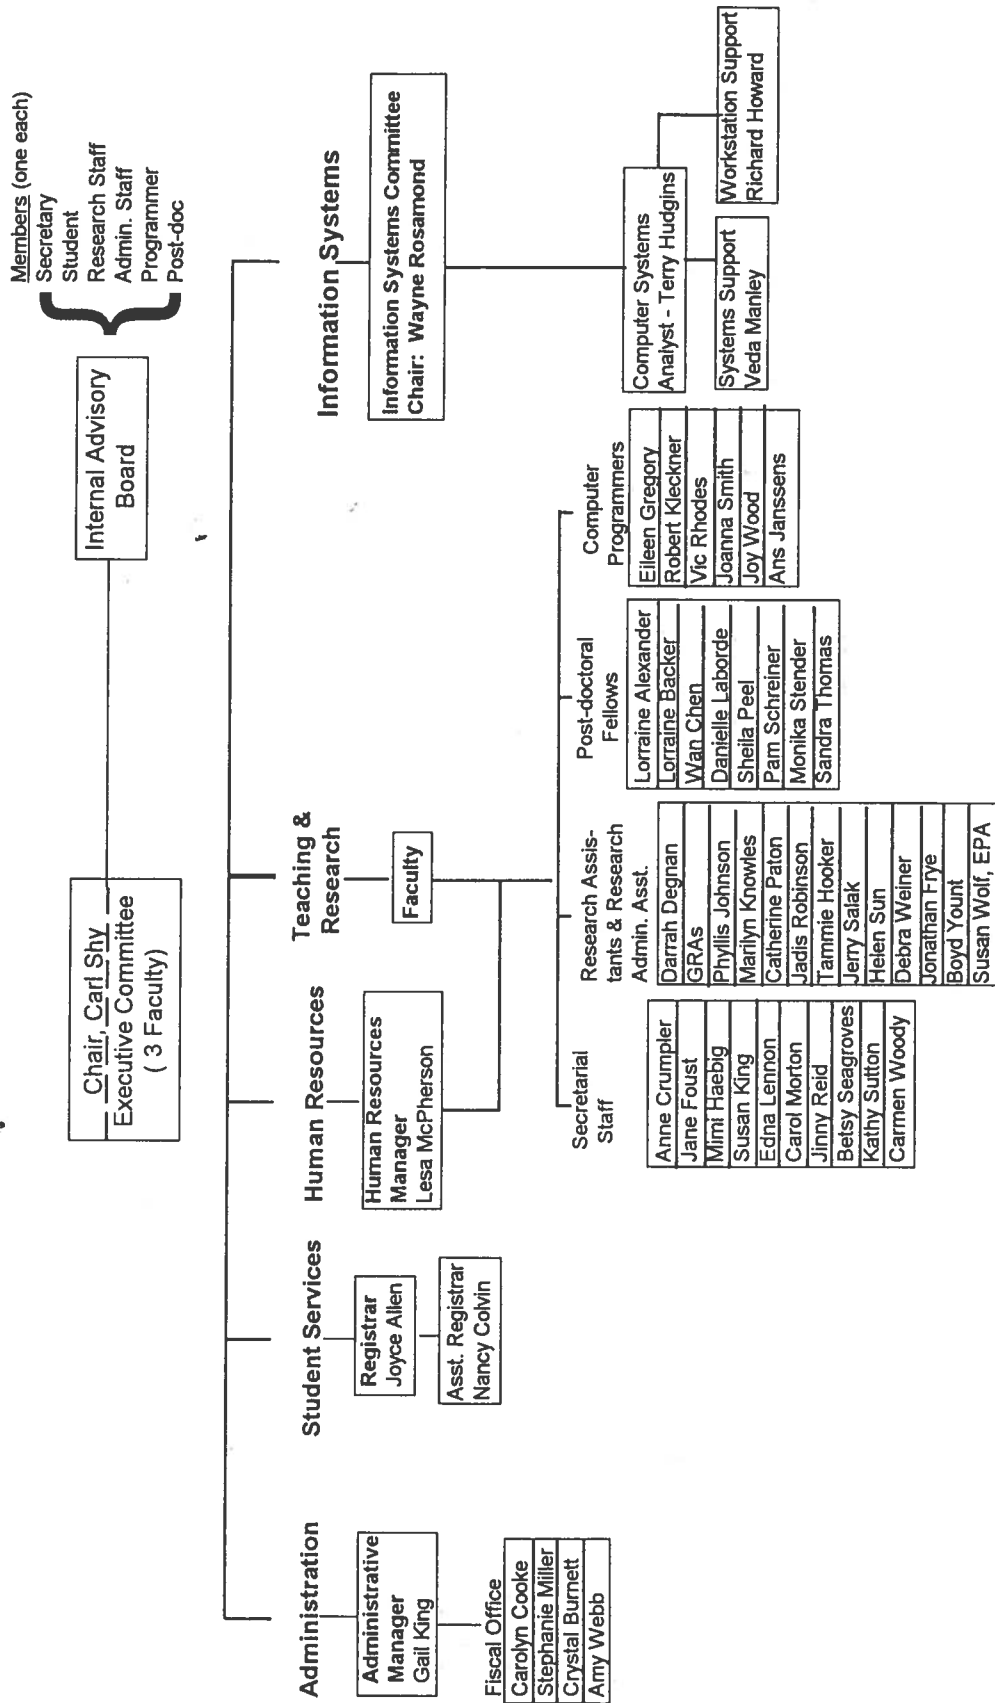 Chair, Carl Shy
Executive Committee
( 3 Faculty)
Internal Advisory
Board
Members (one each)
Secretary
Student
Research Staff
Admin. Staff
Programmer
Post-doc
Administration
Administrative
Manager
Gail King
Fiscal Office
Carolyn Cooke
Stephanie Miller
Crystal Burnett
Amy Webb
Student Services
Registrar
Joyce Allen
Asst. Registrar
Nancy Colvin
Human Resources
Human Resources
Manager
Lesa McPherson
Teaching &
Research
Faculty
Secretarial
Staff
Anne Crumpler
Jane Foust
Mimi Haebig
Susan King
Edna Lennon
Carol Morton
Jinny Reid
Betsy Seagroves
Kathy Sutton
Carmen Woody
Research Assis-
tants & Research
Admin. Asst.
Darrah Degnan
GRAs
Phyllis Johnson
Marilyn Knowles
Catherine Paton
Jadis Robinson
Tammie Hooker
Jerry Salak
Helen Sun
Debra Weiner
Jonathan Frye
Boyd Yount
Susan Wolf, EPA
Post-doctoral
Fellows
Lorraine Alexander
Lorraine Backer
Wan Chen
Danielle Laborde
Sheila Peel
Pam Schreiner
Monika Stender
Sandra Thomas
Computer
Programmers
Eileen Gregory
Robert Kleckner
Vic Rhodes
Joanna Smith
Joy Wood
Ans Janssens
Information Systems
Information Systems Committee
Chair: Wayne Rosamond
Computer Systems
Analyst - Terry Hudgins
Systems Support
Veda Manley
Workstation Support
Richard Howard